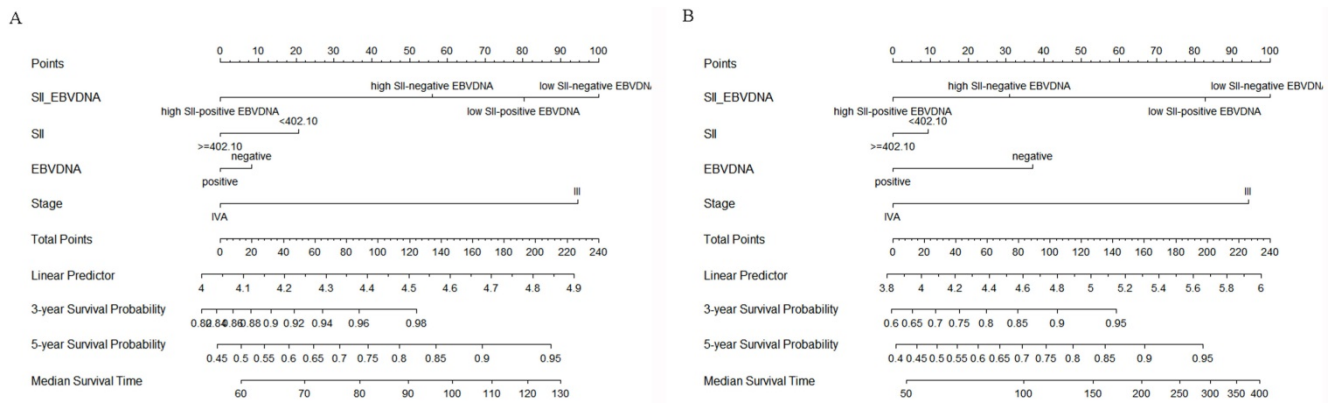 A
Points
0 10 20 30 40 50 60 70 80 90 100
SII_EBVDNA
high SII-negative EBVDNA low SII-negative EBVDNA
high SII-positive EBVDNA low SII-positive EBVDNA
SII
<402.10
>=402.10
EBVDNA
negative
positive
Stage
III
IVA
Total Points
0 20 40 60 80 100 120 140 160 180 200 220 240
Linear Predictor
4 4.1 4.2 4.3 4.4 4.5 4.6 4.7 4.8 4.9
3-year Survival Probability
0.82 0.84 0.86 0.88 0.9 0.92 0.94 0.96 0.98
5-year Survival Probability
0.45 0.5 0.55 0.6 0.65 0.7 0.75 0.8 0.85 0.9 0.95
Median Survival Time
60 70 80 90 100 110 120 130
B
Points
0 10 20 30 40 50 60 70 80 90 100
SII_EBVDNA
high SII-negative EBVDNA low SII-negative EBVDNA
high SII-positive EBVDNA low SII-positive EBVDNA
SII
<402.10
>=402.10
EBVDNA
negative
positive
Stage
III
IVA
Total Points
0 20 40 60 80 100 120 140 160 180 200 220 240
Linear Predictor
3.8 4 4.2 4.4 4.6 4.8 5 5.2 5.4 5.6 5.8 6
3-year Survival Probability
0.6 0.65 0.7 0.75 0.8 0.85 0.9 0.95
5-year Survival Probability
0.4 0.45 0.5 0.55 0.6 0.65 0.7 0.75 0.8 0.85 0.9 0.95
Median Survival Time
50 100 150 200 250 300 350 400